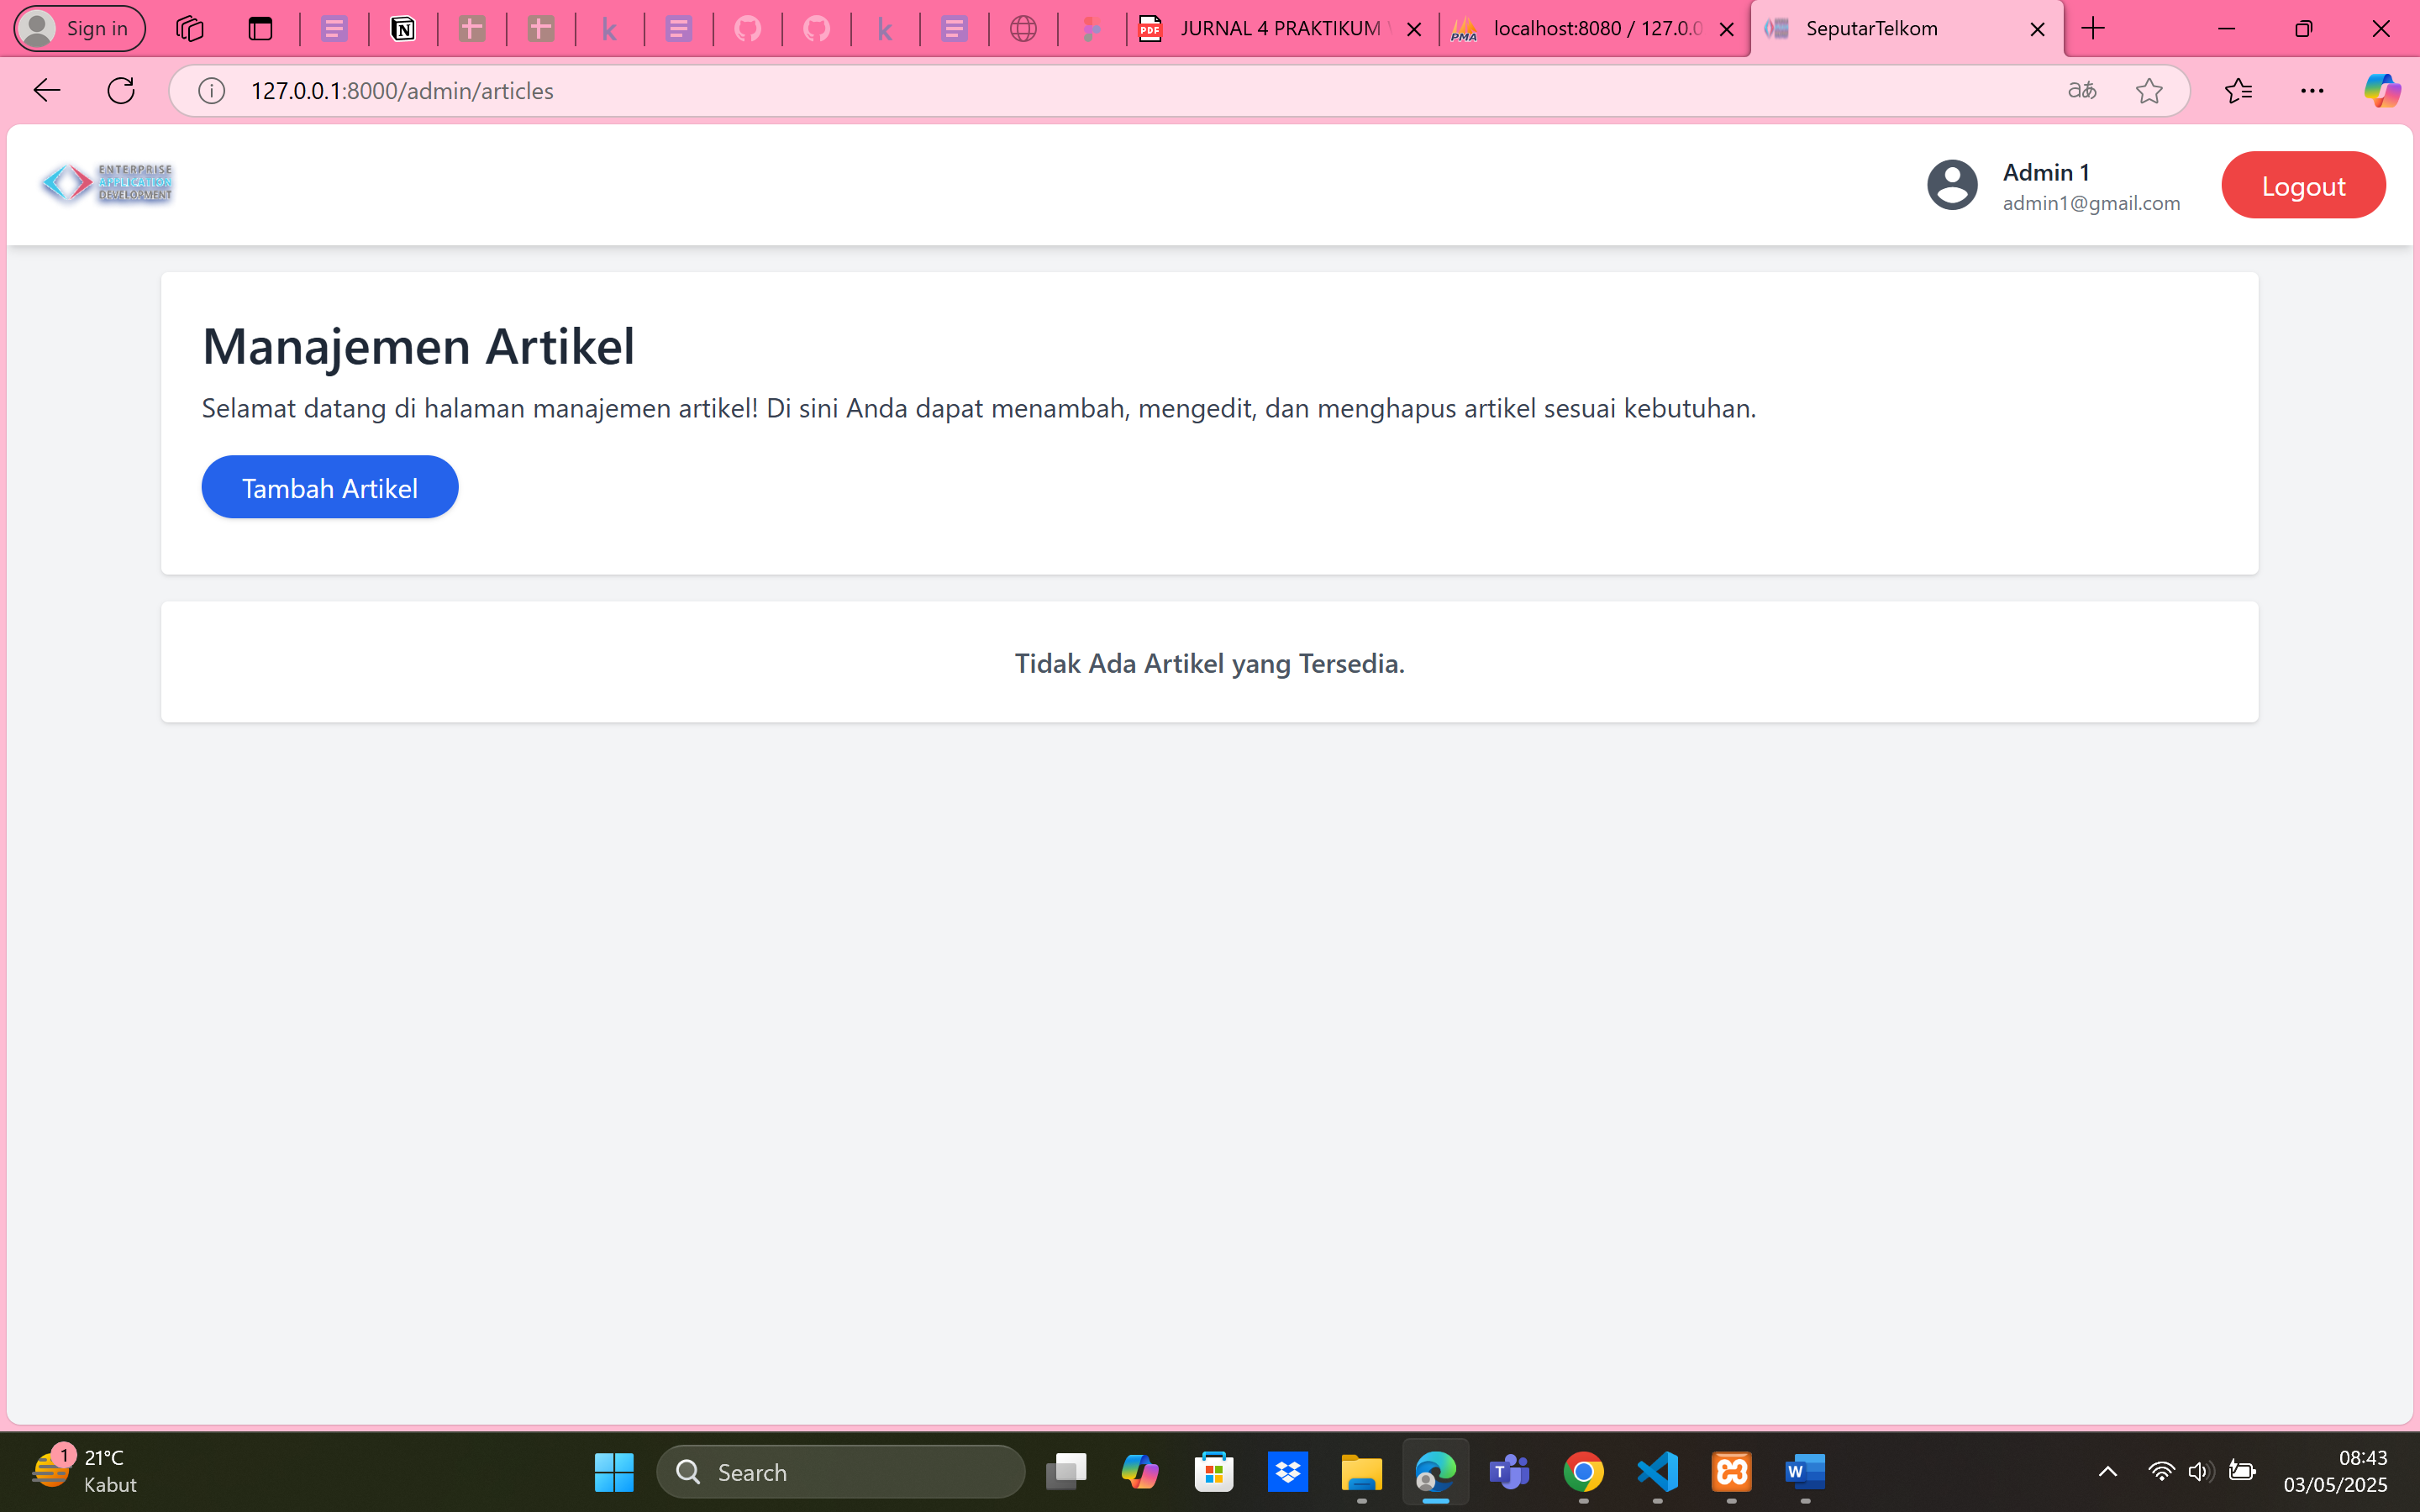 Sign in
JURNAL 4 PRAKTIKUM
localhost:8080 / 127.0.0
SeputarTelkom
127.0.0.1:8000/admin/articles
ENTERPRISE
APPLICATION
DEVELOPMENT
Admin 1
admin1@gmail.com
Logout
Manajemen Artikel
Selamat datang di halaman manajemen artikel! Di sini Anda dapat menambah, mengedit, dan menghapus artikel sesuai kebutuhan.
Tambah Artikel
Tidak Ada Artikel yang Tersedia.
1
21°C
Kabut
Search
08:43
03/05/2025